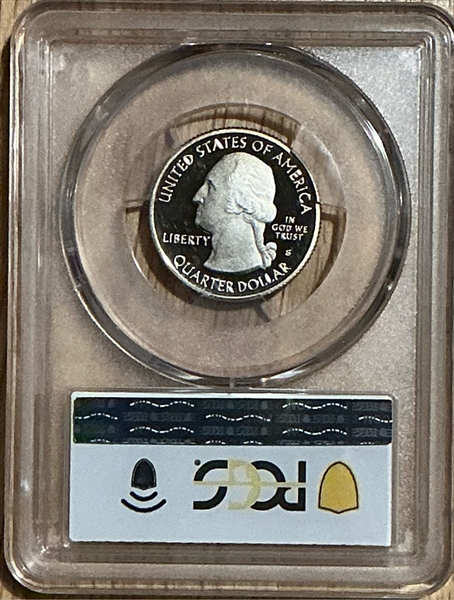 UNITED STATES OF AMERICA
LIBERTY
IN
GOD WE
TRUST
S
QUARTER DOLLAR
PCGS